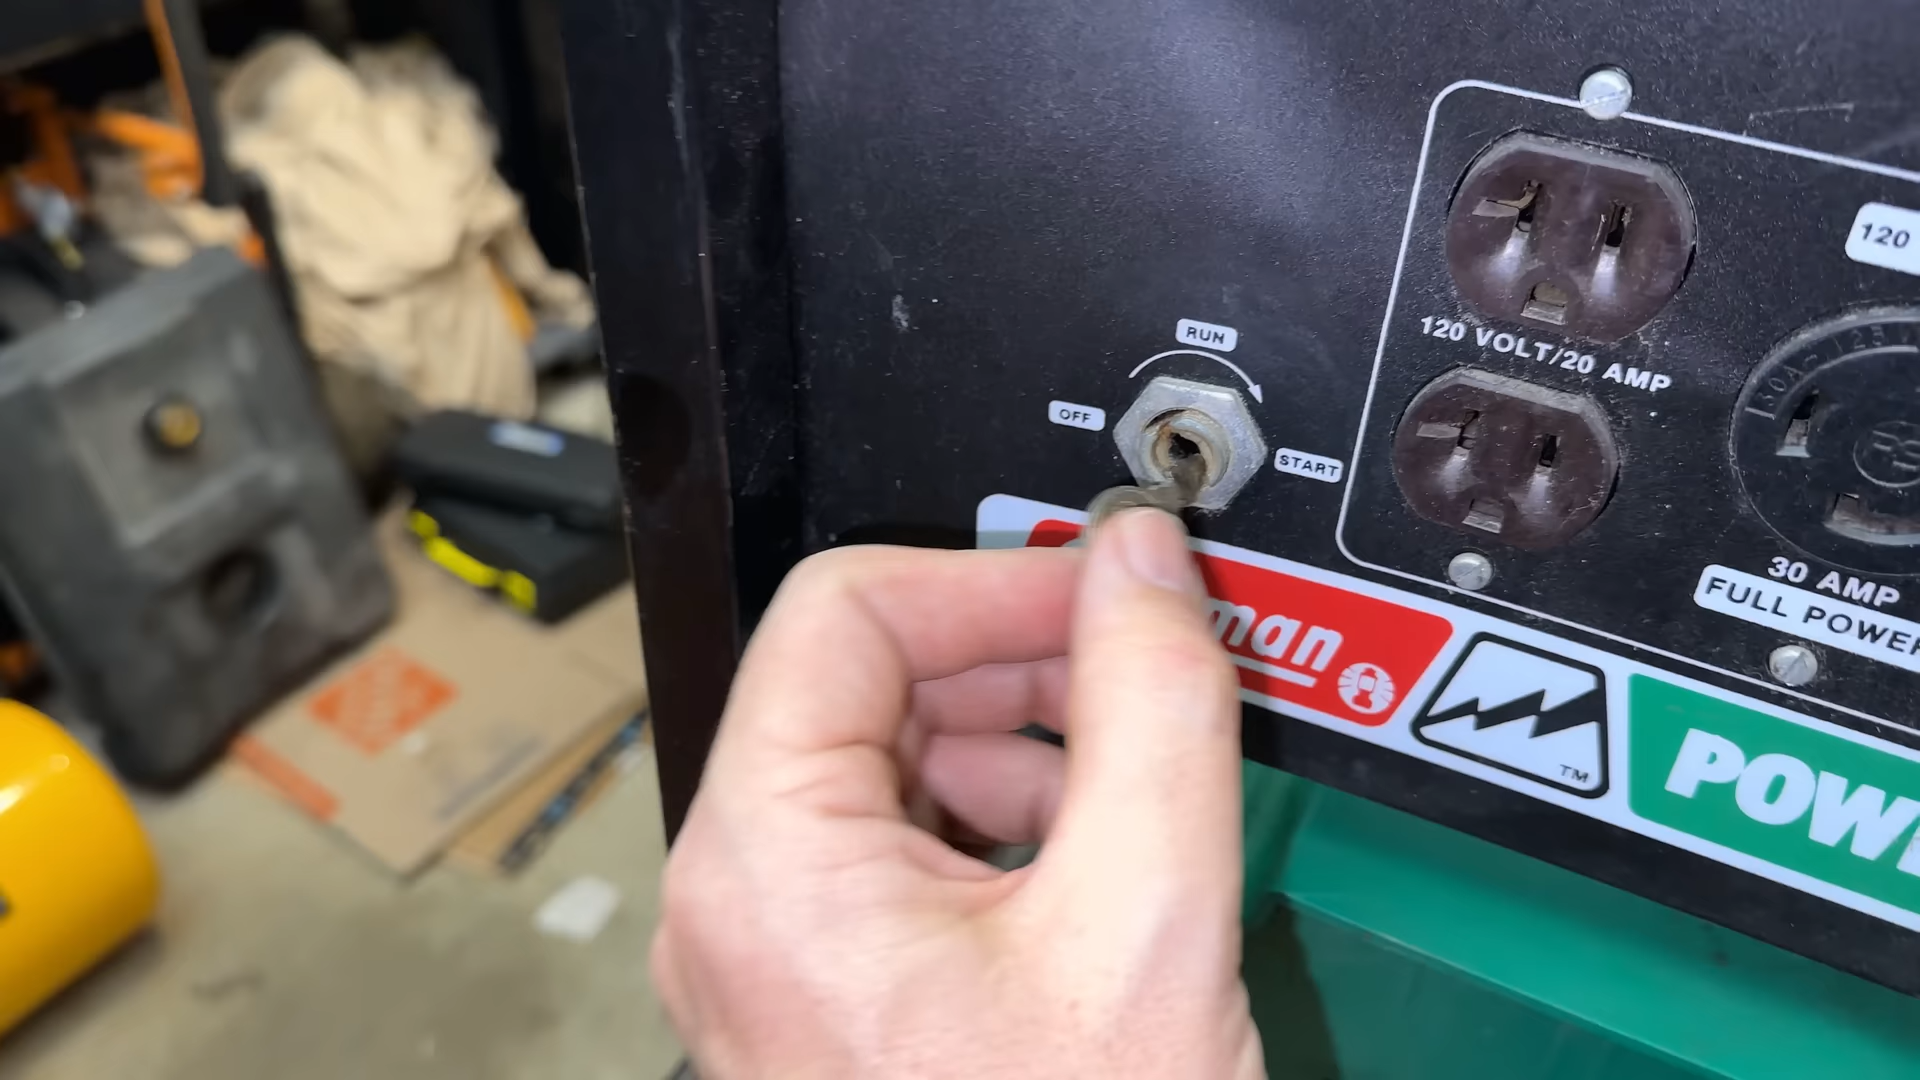 RUN
OFF
START
120 VOLT/20 AMP
120
30 AMP
FULL POWER
man
TM
POW